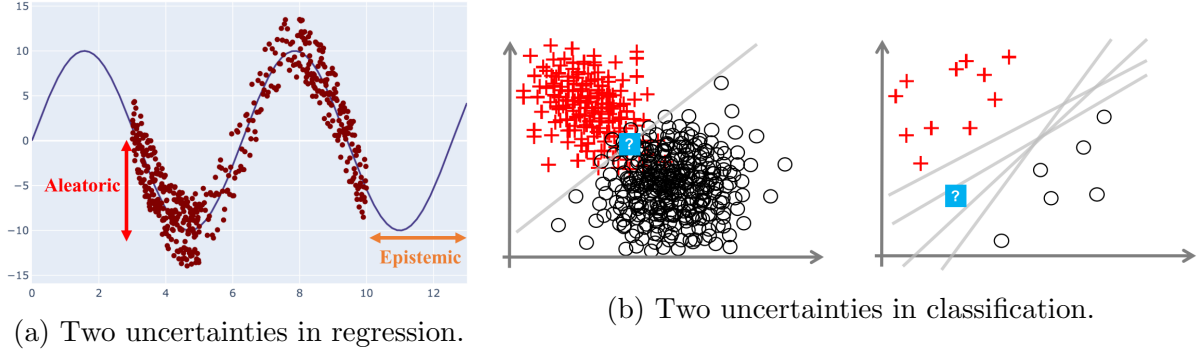 15
10
5
0
−5
−10
−15
0 2 4 6 8 10 12
Aleatoric
Epistemic
(a) Two uncertainties in regression.
?
?
(b) Two uncertainties in classification.